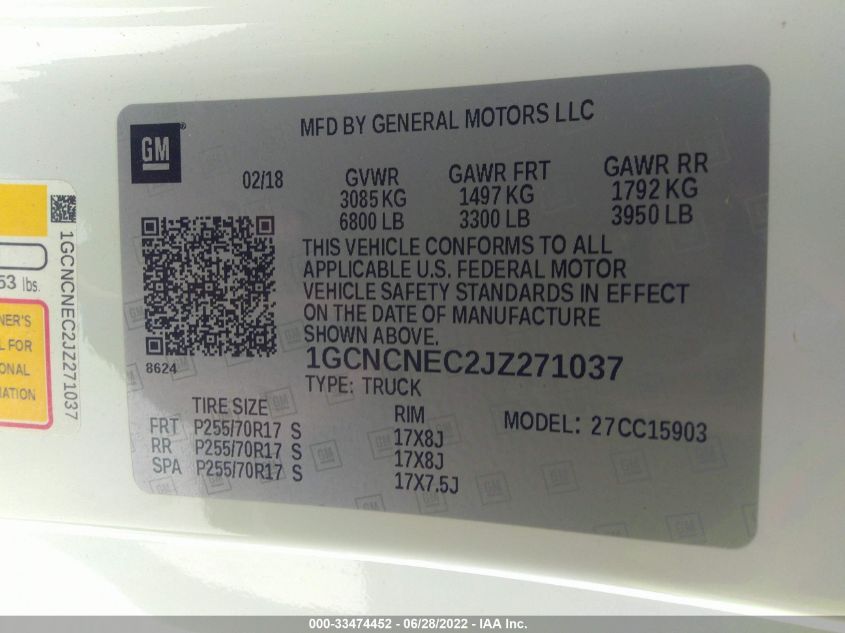 MFD BY GENERAL MOTORS LLC
GM ®
02/18
GVWR GAWR FRT GAWR RR
3085 KG 1497 KG 1792 KG
6800 LB 3300 LB 3950 LB
THIS VEHICLE CONFORMS TO ALL
APPLICABLE U.S. FEDERAL MOTOR
VEHICLE SAFETY STANDARDS IN EFFECT
ON THE DATE OF MANUFACTURE
SHOWN ABOVE.
8624
1GCNCNEC2JZ271037
TYPE: TRUCK
TIRE SIZE RIM
MODEL: 27CC15903
FRT P255/70R17 S 17X8J
RR P255/70R17 S 17X8J
SPA P255/70R17 S 17X7.5J
1GCNCNEC2JZ271037
53 lbs.
NER'S
L FOR
ONAL
MATION
000-33474452 - 06/28/2022 - IAA Inc.